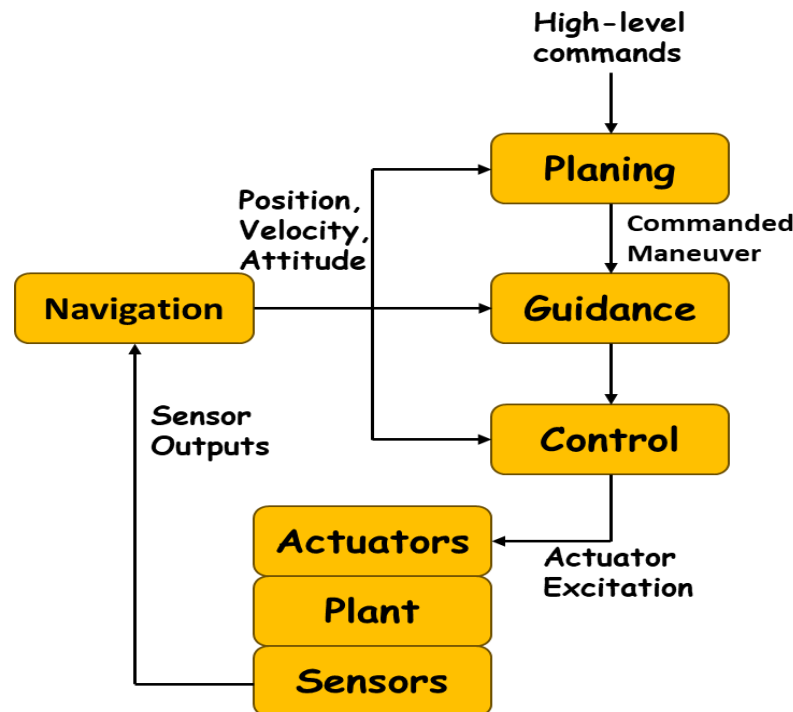 High-level
commands
Planing
Position,
Velocity,
Attitude
Commanded
Maneuver
Navigation
Guidance
Sensor
Outputs
Control
Actuators
Actuator
Excitation
Plant
Sensors